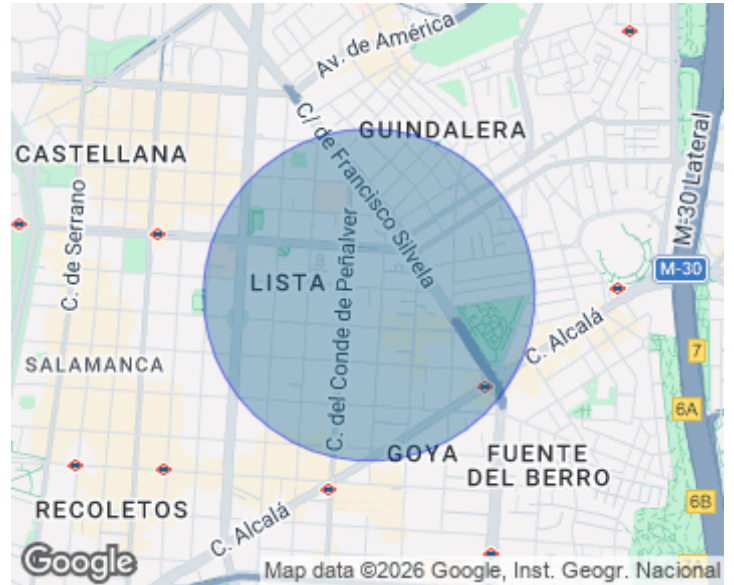 Av. de América
C/ de Francisco Silvela
GUINDALERA
CASTELLANA
M-30 Lateral
C. de Serrano
C. del Conde de Peñalver
M-30
LISTA
C. Alcalá
7
SALAMANCA
6A
GOYA
FUENTE
DEL BERRO
6B
RECOLETOS
C. Alcalá
Google
Map data ©2026 Google, Inst. Geogr. Nacional